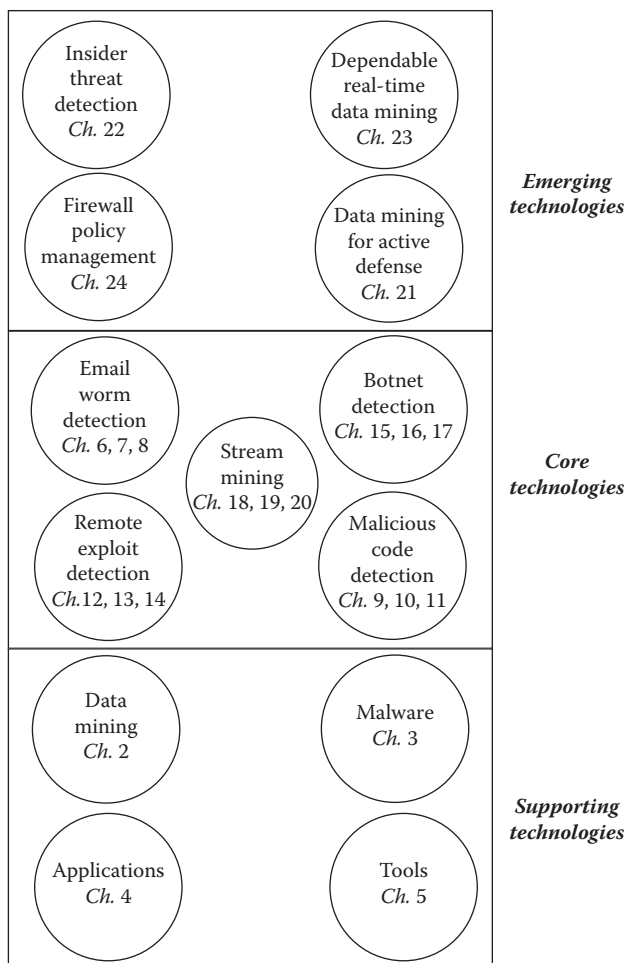 Insider
threat
detection
Ch. 22
Dependable
real-time
data mining
Ch. 23
Firewall
policy
management
Ch. 24
Data mining
for active
defense
Ch. 21
Emerging
technologies
Email
worm
detection
Ch. 6, 7, 8
Botnet
detection
Ch. 15, 16, 17
Stream
mining
Ch. 18, 19, 20
Remote
exploit
detection
Ch.12, 13, 14
Malicious
code
detection
Ch. 9, 10, 11
Core
technologies
Data
mining
Ch. 2
Malware
Ch. 3
Applications
Ch. 4
Tools
Ch. 5
Supporting
technologies